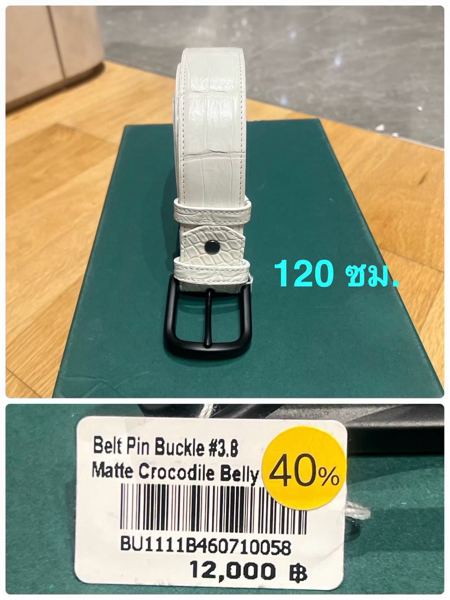 120 ซม.
Belt Pin Buckle #3.8
Matte Crocodile Belly
40%
BU1111B460710058
12,000 ฿